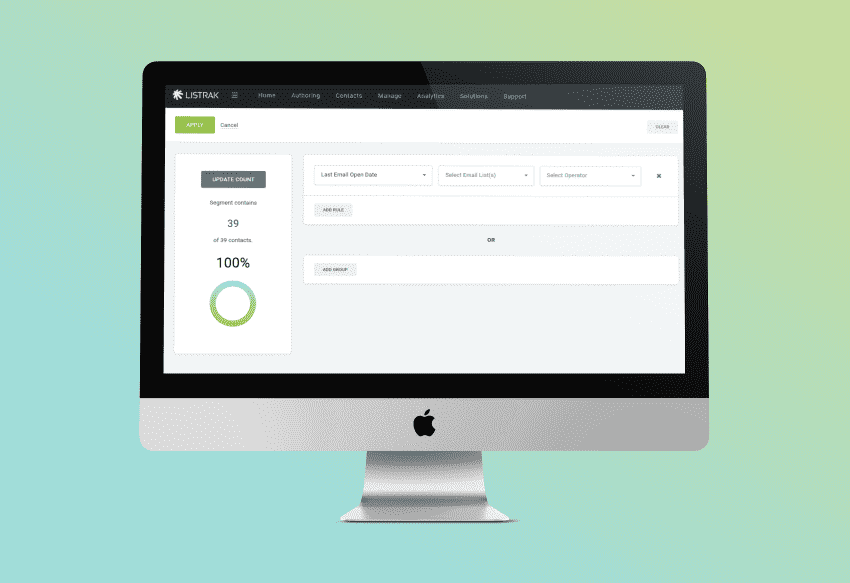 LISTRAK Home Authoring Contacts Manage Analytics Solutions Support
APPLY Cancel CLEAR
UPDATE COUNT
Segment contains
39
of 39 contacts.
100%
Last Email Open Date Select Email List(s) Select Operator
ADD RULE
OR
ADD GROUP